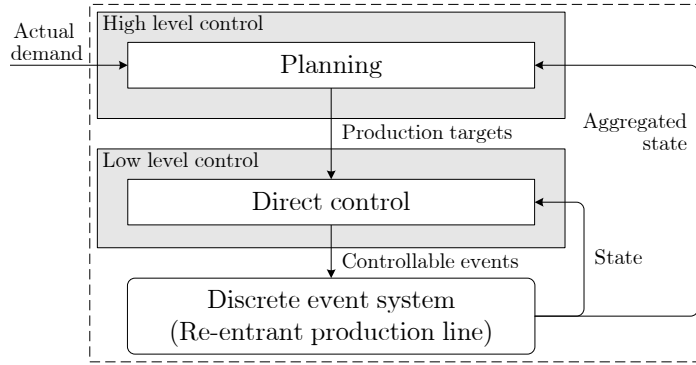 High level control
Actual
demand
Planning
Production targets
Aggregated
state
Low level control
Direct control
Controllable events
State
Discrete event system
(Re-entrant production line)